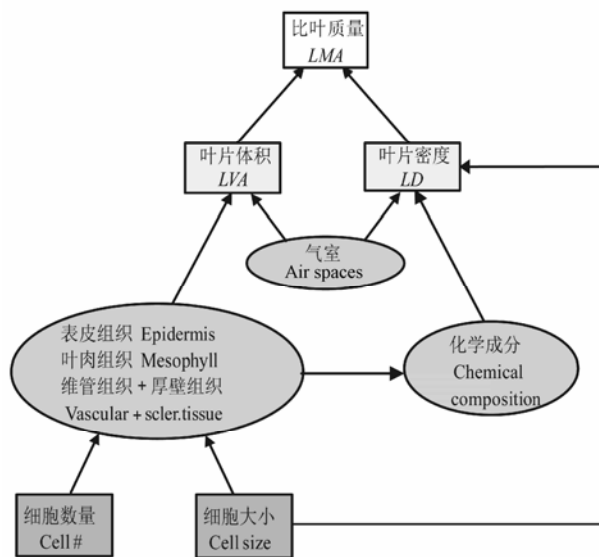 比叶质量
LMA
叶片体积
LVA
叶片密度
LD
气室
Air spaces
表皮组织 Epidermis
叶肉组织 Mesophyll
维管组织 + 厚壁组织
Vascular + scler.tissue
化学成分
Chemical
composition
细胞数量
Cell #
细胞大小
Cell size